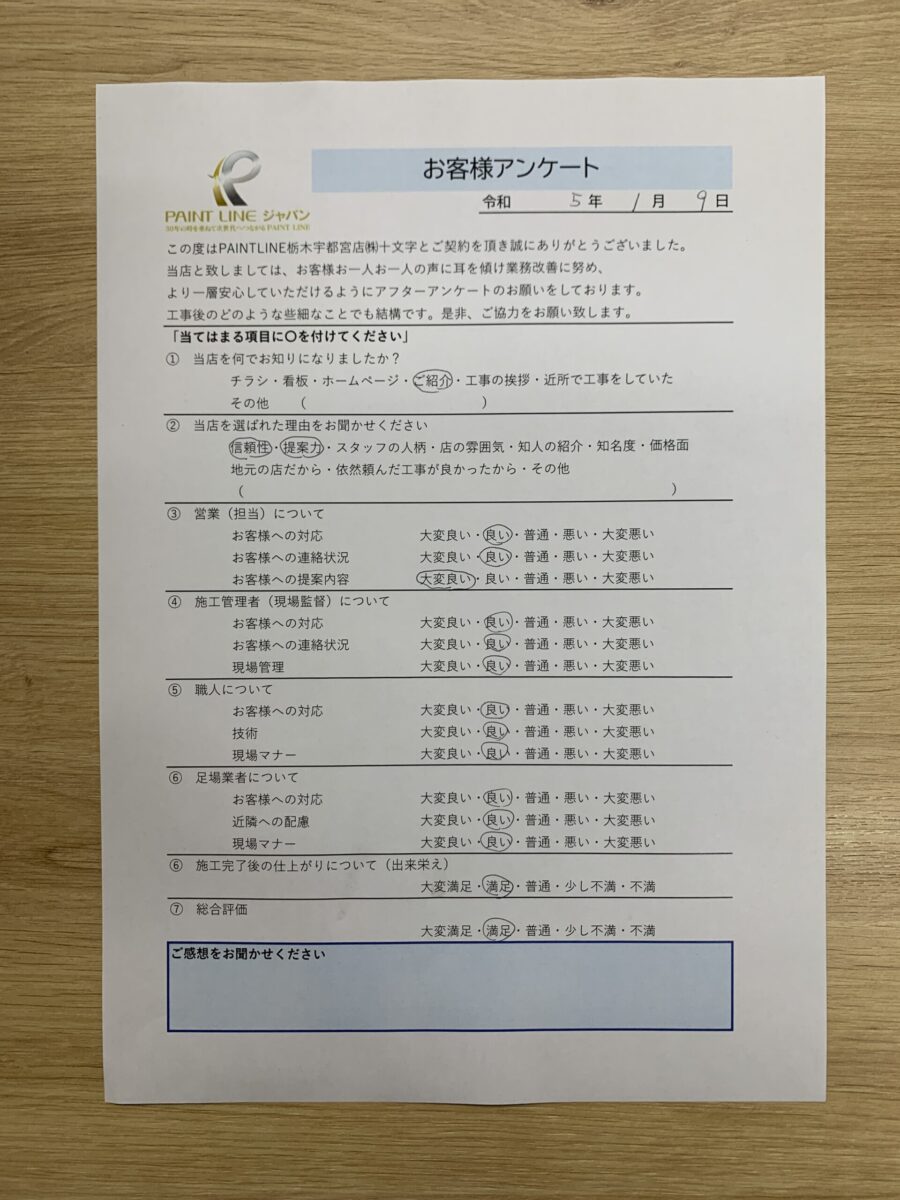 お客様アンケート
令和 5年 1月 9日
PAINT LINE ジャパン
50年の時を重ねて次世代へつながるPAINT LINE
この度はPAINTLINE栃木宇都宮店㈱十文字とご契約を頂き誠にありがとうございました。
当店と致しましては、お客様お一人お一人の声に耳を傾け業務改善に努め、
より一層安心していただけるようにアフターアンケートのお願いをしております。
工事後のどのような些細なことでも結構です。是非、ご協力をお願い致します。
「当てはまる項目に〇を付けてください」
① 当店を何でお知りになりましたか？
チラシ・看板・ホームページ・ご紹介・工事の挨拶・近所で工事をしていた
その他 （ ）
② 当店を選ばれた理由をお聞かせください
信頼性・提案力・スタッフの人柄・店の雰囲気・知人の紹介・知名度・価格面
地元の店だから・依然頼んだ工事が良かったから・その他
（ ）
③ 営業（担当）について
お客様への対応 大変良い・良い・普通・悪い・大変悪い
お客様への連絡状況 大変良い・良い・普通・悪い・大変悪い
お客様への提案内容 大変良い・良い・普通・悪い・大変悪い
④ 施工管理者（現場監督）について
お客様への対応 大変良い・良い・普通・悪い・大変悪い
お客様への連絡状況 大変良い・良い・普通・悪い・大変悪い
現場管理 大変良い・良い・普通・悪い・大変悪い
⑤ 職人について
お客様への対応 大変良い・良い・普通・悪い・大変悪い
技術 大変良い・良い・普通・悪い・大変悪い
現場マナー 大変良い・良い・普通・悪い・大変悪い
⑥ 足場業者について
お客様への対応 大変良い・良い・普通・悪い・大変悪い
近隣への配慮 大変良い・良い・普通・悪い・大変悪い
現場マナー 大変良い・良い・普通・悪い・大変悪い
⑥ 施工完了後の仕上がりについて（出来栄え）
大変満足・満足・普通・少し不満・不満
⑦ 総合評価
大変満足・満足・普通・少し不満・不満
ご感想をお聞かせください